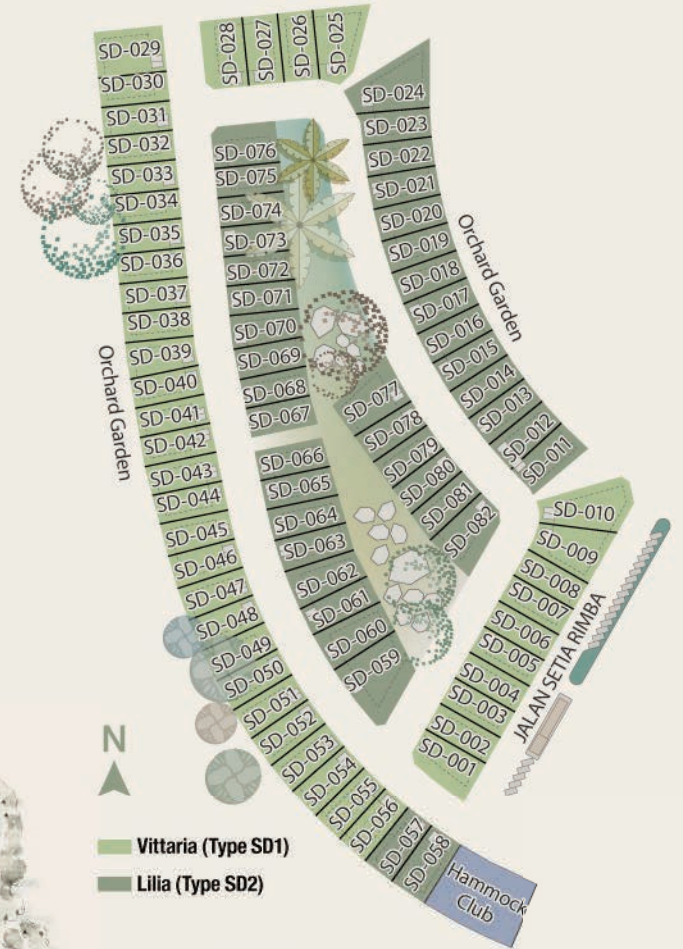 SD-028
SD-027
SD-026
SD-025
SD-029
SD-030
SD-031
SD-032
SD-033
SD-034
SD-035
SD-036
SD-037
SD-038
SD-039
SD-040
SD-041
SD-042
SD-043
SD-044
SD-045
SD-046
SD-047
SD-048
SD-049
SD-050
SD-051
SD-052
SD-053
SD-054
SD-055
SD-056
SD-057
SD-058
Hammock
Club
Orchard Garden
SD-076
SD-075
SD-074
SD-073
SD-072
SD-071
SD-070
SD-069
SD-068
SD-067
SD-066
SD-065
SD-064
SD-063
SD-062
SD-061
SD-060
SD-059
SD-077
SD-078
SD-079
SD-080
SD-081
SD-082
SD-024
SD-023
SD-022
SD-021
SD-020
SD-019
SD-018
SD-017
SD-016
SD-015
SD-014
SD-013
SD-012
SD-011
Orchard Garden
SD-010
SD-009
SD-008
SD-007
SD-006
SD-005
SD-004
SD-003
SD-002
SD-001
JALAN SETIA RIMBA
N
Vittaria (Type SD1)
Lilia (Type SD2)